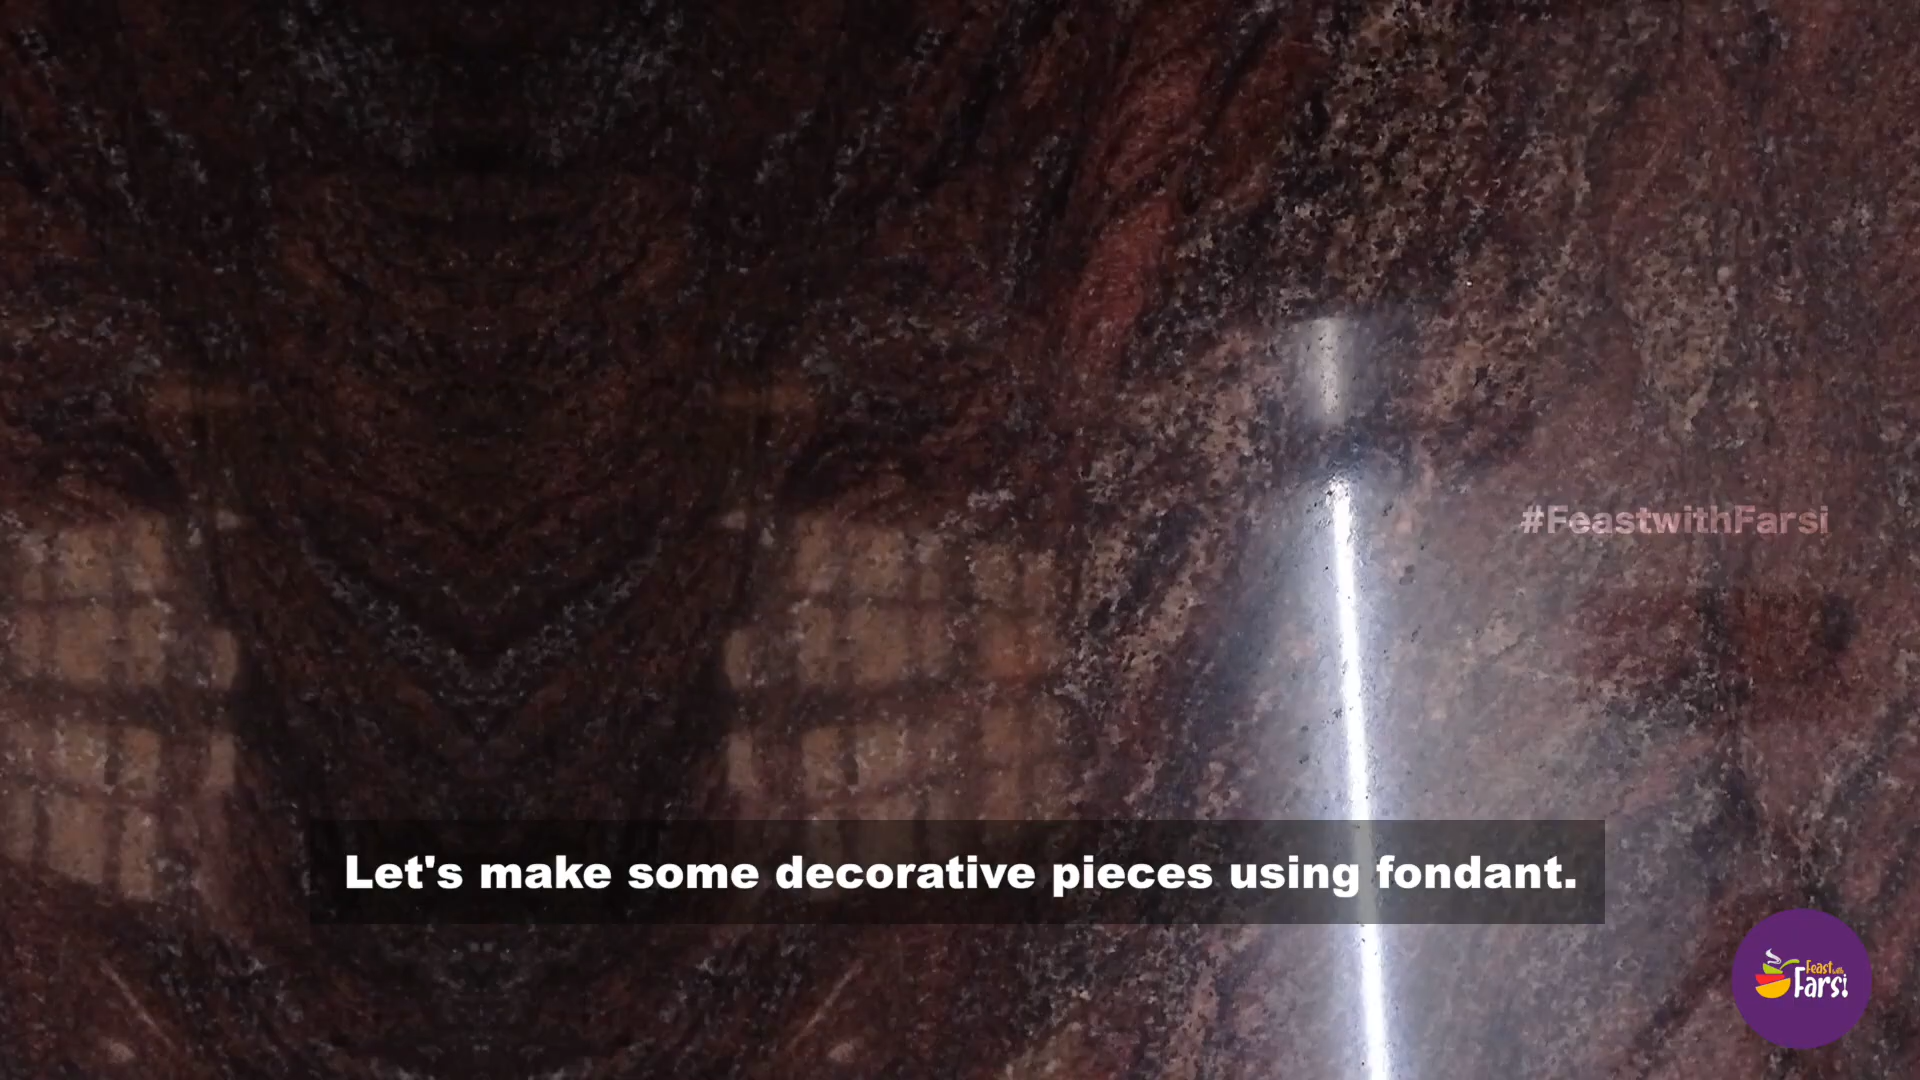 #FeastwithFarsi
Let's make some decorative pieces using fondant.
Feast with
Farsi